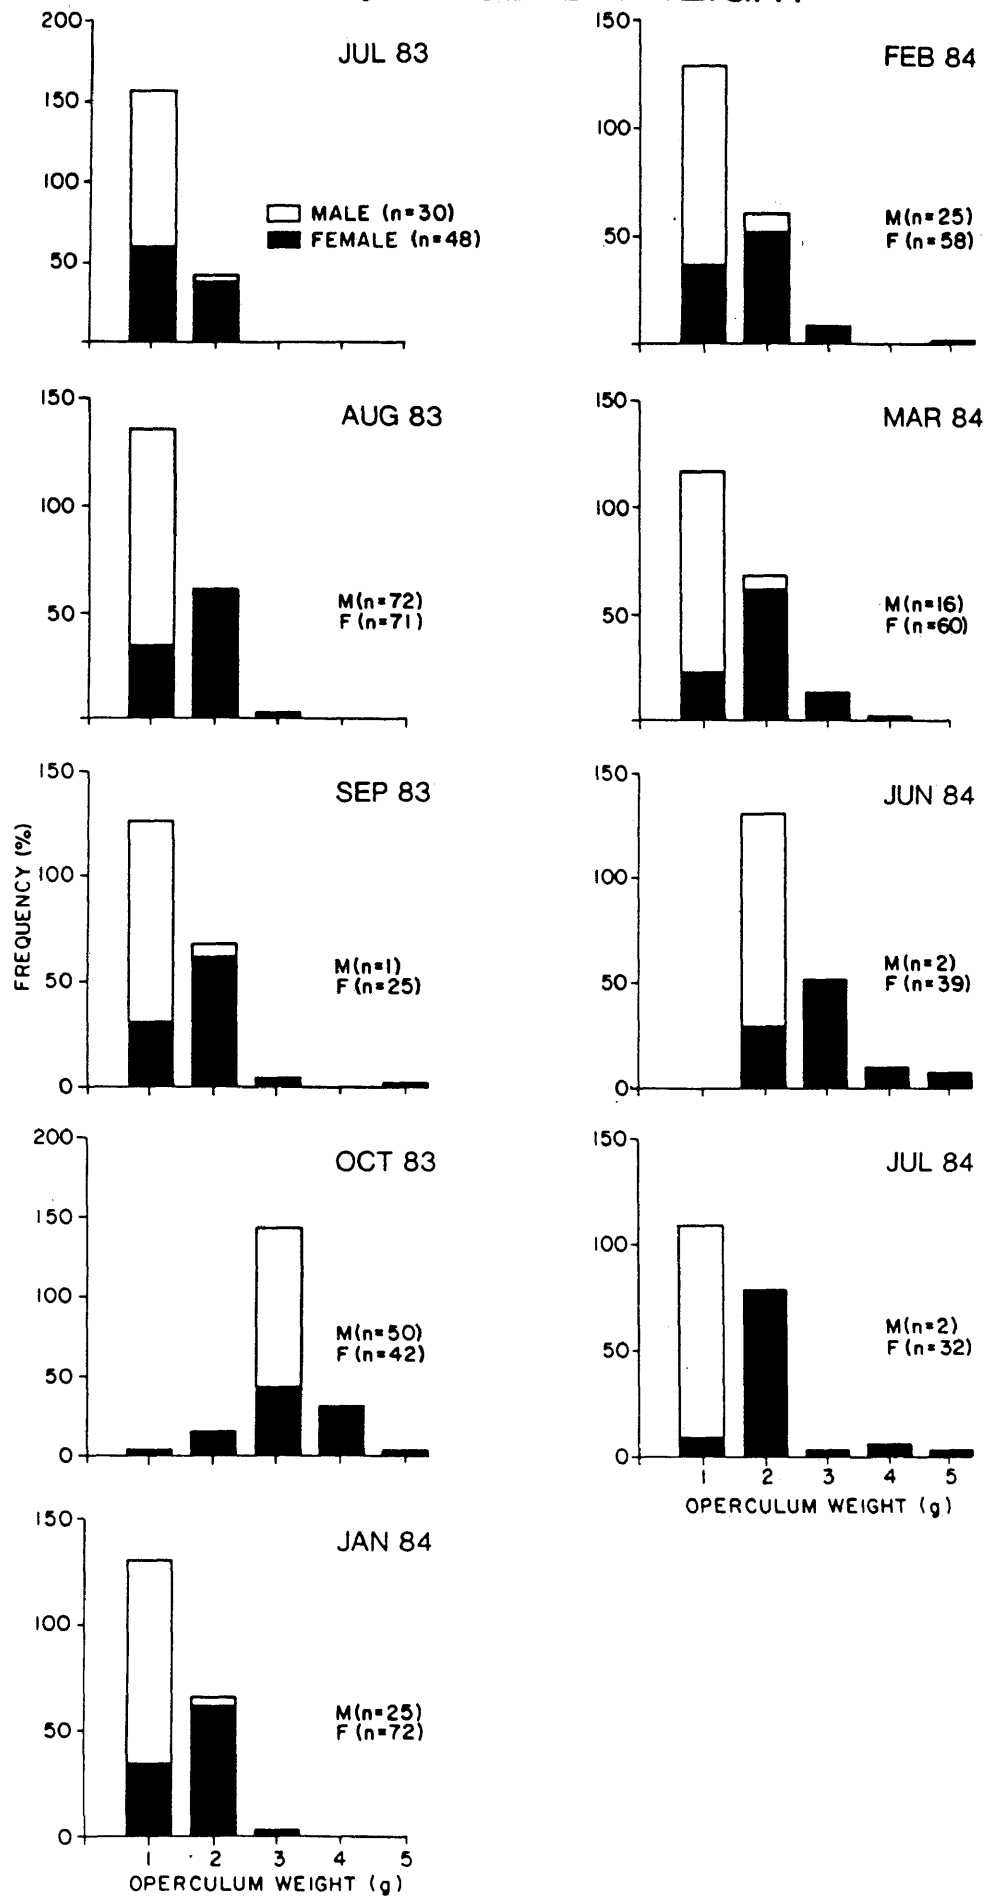 200
150
100
50
JUL 83
MALE (n=30)
FEMALE (n=48)
150
100
50
AUG 83
M(n=72)
F(n=71)
FREQUENCY (%)
150
100
50
0
SEP 83
M(n=1)
F(n=25)
200
150
100
50
0
OCT 83
M(n=50)
F(n=42)
150
100
50
0
JAN 84
M(n=25)
F(n=72)
1 2 3 4 5
OPERCULUM WEIGHT (g)
150
100
50
FEB 84
M(n=25)
F(n=58)
150
100
50
MAR 84
M(n=16)
F(n=60)
150
100
50
0
JUN 84
M(n=2)
F(n=39)
150
100
50
0
JUL 84
M(n=2)
F(n=32)
1 2 3 4 5
OPERCULUM WEIGHT (g)